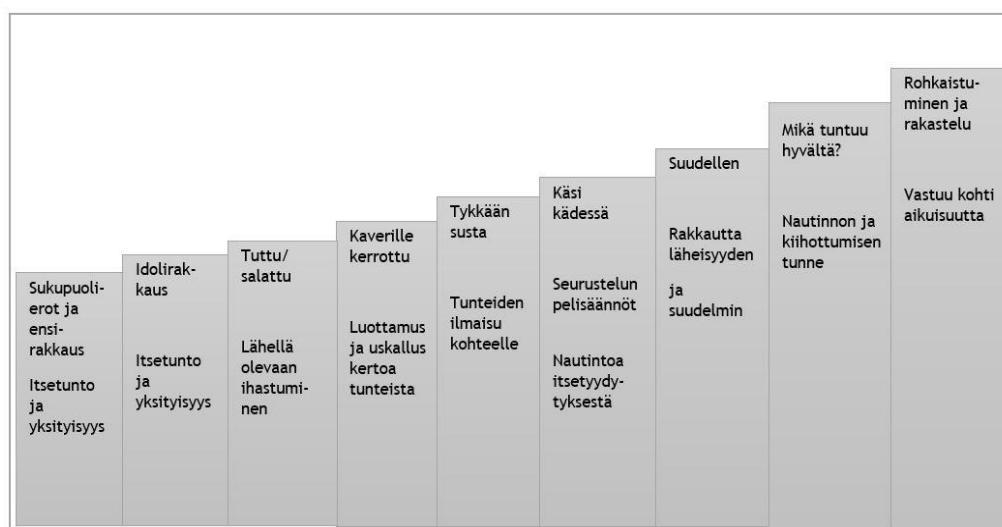 Sukupuoli-
erot ja
ensi-
rakkaus
Itsetunto
ja
yksityisyys
Idolirak-
kaus
Itsetunto
ja
yksityisyys
Tuttu/
salattu
Lähellä
olevaan
ihastumi-
nen
Kaverille
kerrottu
Luottamus
ja uskallus
kertoa
tunteista
Tykkään
susta
Tunteiden
ilmaisu
kohteelle
Käsi
kädessä
Seurustelun
pelisäännöt
Nautintoa
itsetyydy-
tyksestä
Suudellen
Rakkautta
läheisyyden
ja
suudelmin
Mikä tuntuu
hyvältä?
Nautinnon ja
kiihottumisen
tunne
Rohkaistu-
minen ja
rakastelu
Vastuu kohti
aikuisuutta